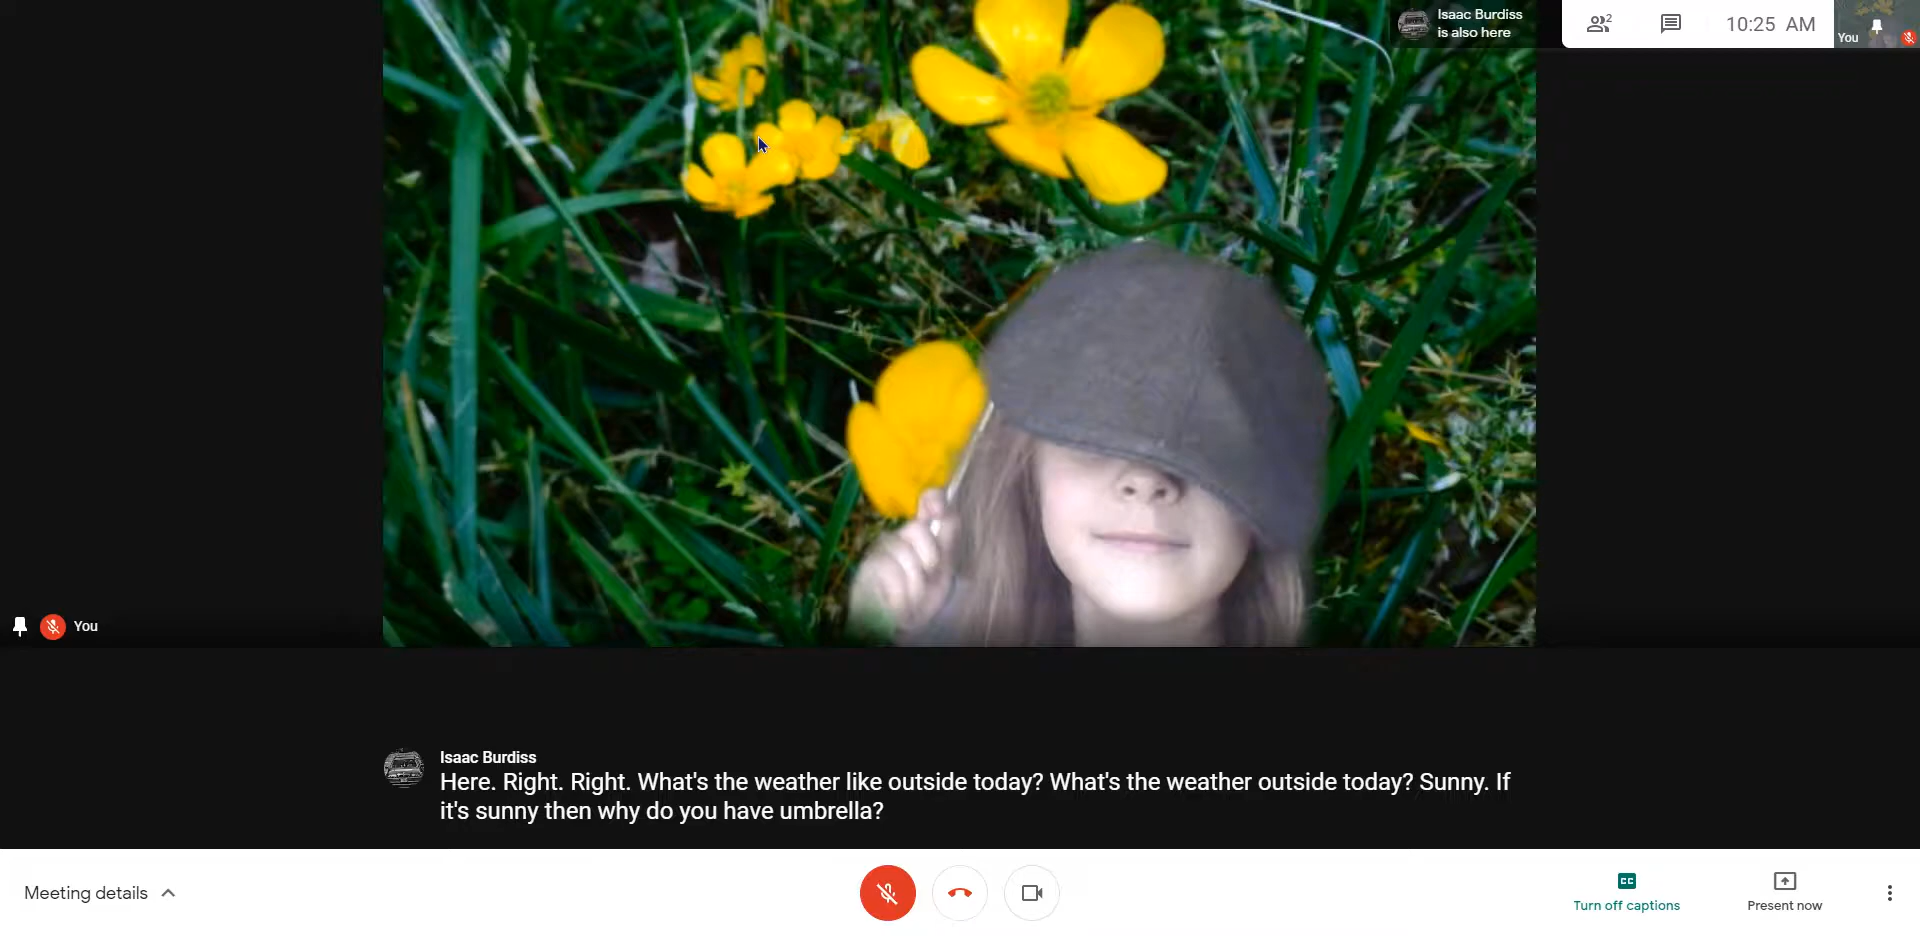 Isaac Burdiss
is also here
2
10:25 AM
You
You
Isaac Burdiss
Here. Right. Right. What's the weather like outside today? What's the weather outside today? Sunny. If
it's sunny then why do you have umbrella?
Meeting details
CC
Turn off captions
Present now